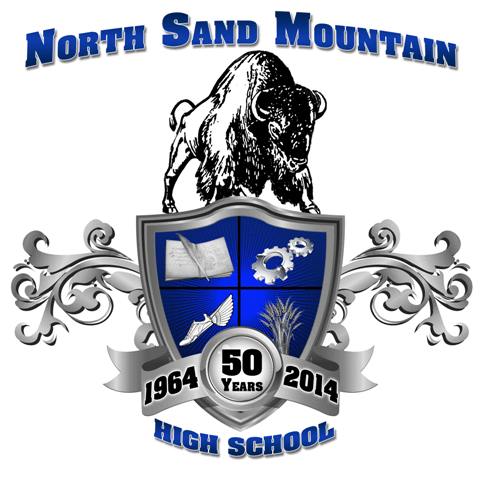 North Sand Mountain
1964 50 Years 2014
High School